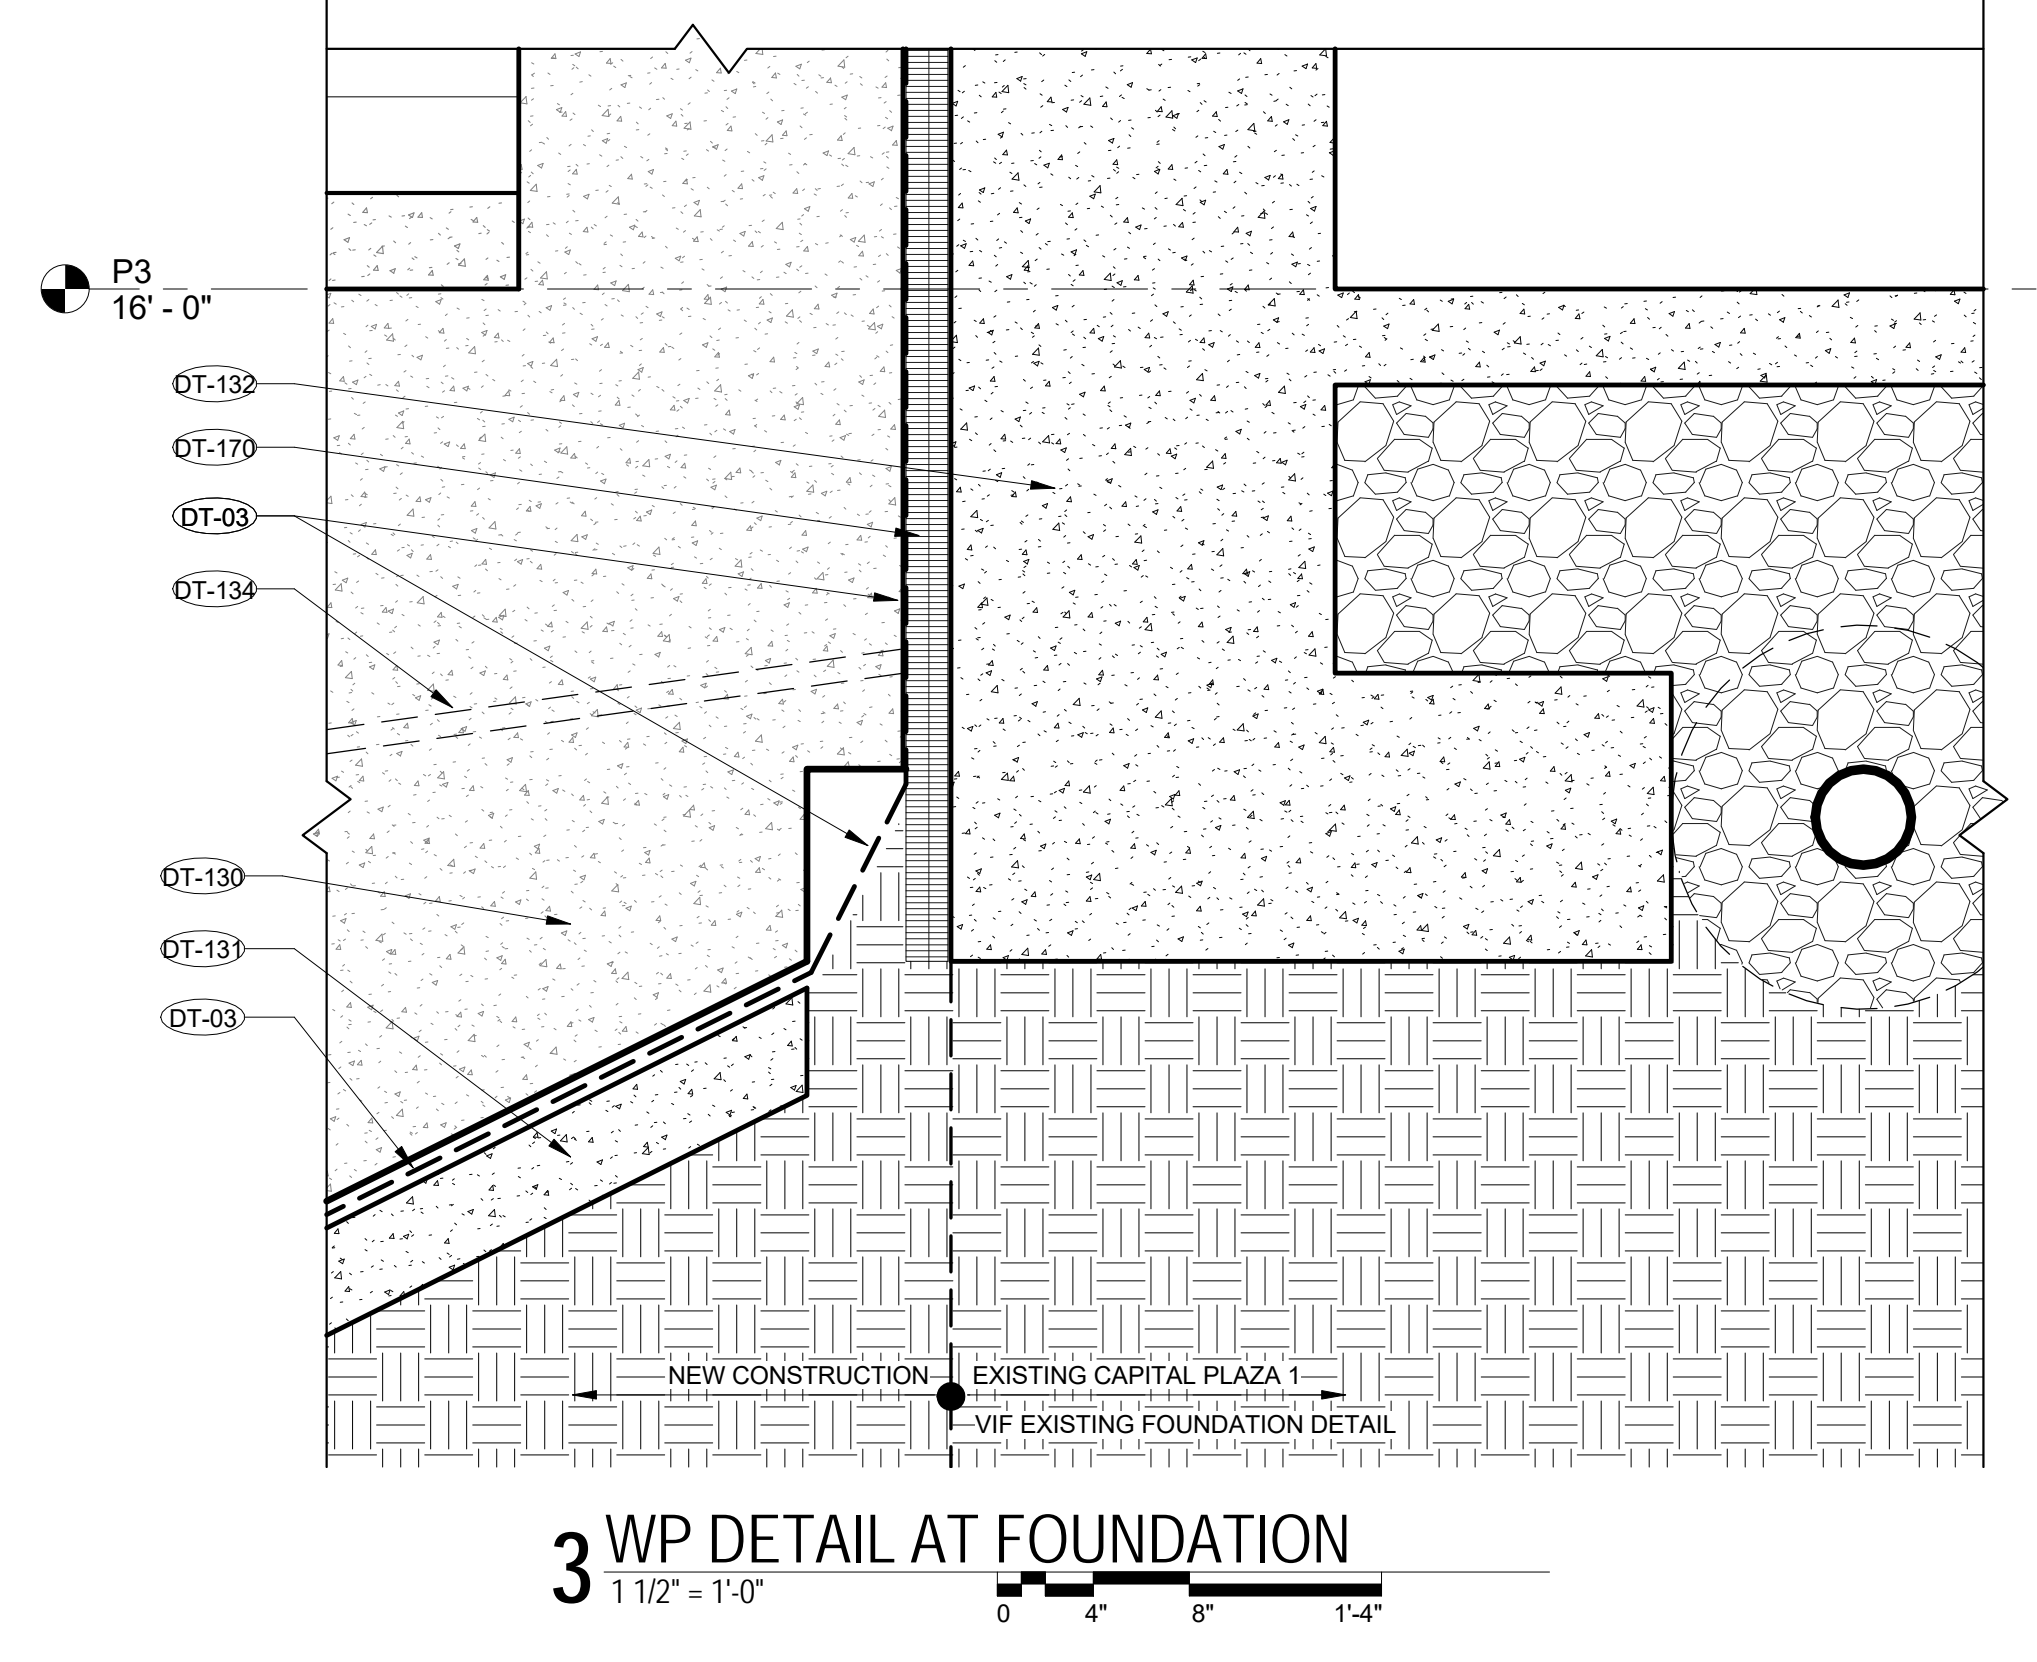 P3
16' - 0"
DT-132
DT-170
DT-03
DT-134
DT-130
DT-131
DT-03
NEW CONSTRUCTION
EXISTING CAPITAL PLAZA 1
VIF EXISTING FOUNDATION DETAIL
3 WP DETAIL AT FOUNDATION
1 1/2" = 1'-0"
0 4" 8" 1'-4"